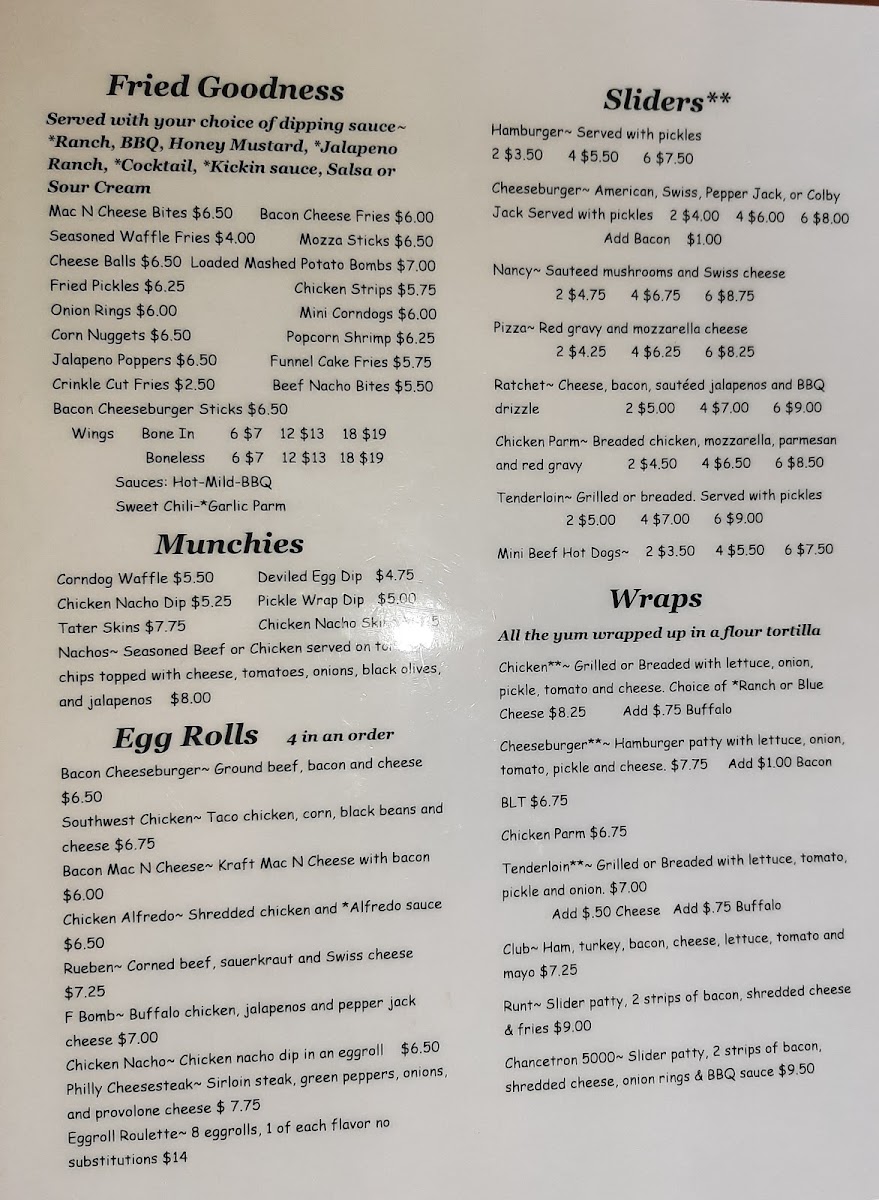 Fried Goodness
Served with your choice of dipping sauce~
*Ranch, BBQ, Honey Mustard, *Jalapeno
Ranch, *Cocktail, *Kickin sauce, Salsa or
Sour Cream
Mac N Cheese Bites $6.50 Bacon Cheese Fries $6.00
Seasoned Waffle Fries $4.00 Mozza Sticks $6.50
Cheese Balls $6.50 Loaded Mashed Potato Bombs $7.00
Fried Pickles $6.25 Chicken Strips $5.75
Onion Rings $6.00 Mini Corndogs $6.00
Corn Nuggets $6.50 Popcorn Shrimp $6.25
Jalapeno Poppers $6.50 Funnel Cake Fries $5.75
Crinkle Cut Fries $2.50 Beef Nacho Bites $5.50
Bacon Cheeseburger Sticks $6.50
Wings Bone In 6 $7 12 $13 18 $19
Boneless 6 $7 12 $13 18 $19
Sauces: Hot-Mild-BBQ
Sweet Chili-*Garlic Parm
Munchies
Corndog Waffle $5.50 Deviled Egg Dip $4.75
Chicken Nacho Dip $5.25 Pickle Wrap Dip $5.00
Tater Skins $7.75 Chicken Nacho
Nachos~ Seasoned Beef or Chicken served on
chips topped with cheese, tomatoes, onions, black olives,
and jalapenos $8.00
Egg Rolls 4 in an order
Bacon Cheeseburger~ Ground beef, bacon and cheese
$6.50
Southwest Chicken~ Taco chicken, corn, black beans and
cheese $6.75
Bacon Mac N Cheese~ Kraft Mac N Cheese with bacon
$6.00
Chicken Alfredo~ Shredded chicken and *Alfredo sauce
$6.50
Rueben~ Corned beef, sauerkraut and Swiss cheese
$7.25
F Bomb~ Buffalo chicken, jalapenos and pepper jack
cheese $7.00
Chicken Nacho~ Chicken nacho dip in an eggroll $6.50
Philly Cheesesteak~ Sirloin steak, green peppers, onions,
and provolone cheese $ 7.75
Eggroll Roulette~ 8 eggrolls, 1 of each flavor no
substitutions $14
Sliders**
Hamburger~ Served with pickles
2 $3.50 4 $5.50 6 $7.50
Cheeseburger~ American, Swiss, Pepper Jack, or Colby
Jack Served with pickles 2 $4.00 4 $6.00 6 $8.00
Add Bacon $1.00
Nancy~ Sauteed mushrooms and Swiss cheese
2 $4.75 4 $6.75 6 $8.75
Pizza~ Red gravy and mozzarella cheese
2 $4.25 4 $6.25 6 $8.25
Ratchet~ Cheese, bacon, sautéed jalapenos and BBQ
drizzle 2 $5.00 4 $7.00 6 $9.00
Chicken Parm~ Breaded chicken, mozzarella, parmesan
and red gravy 2 $4.50 4 $6.50 6 $8.50
Tenderloin~ Grilled or breaded. Served with pickles
2 $5.00 4 $7.00 6 $9.00
Mini Beef Hot Dogs~ 2 $3.50 4 $5.50 6 $7.50
Wraps
All the yum wrapped up in a flour tortilla
Chicken**~ Grilled or Breaded with lettuce, onion,
pickle, tomato and cheese. Choice of *Ranch or Blue
Cheese $8.25 Add $.75 Buffalo
Cheeseburger**~ Hamburger patty with lettuce, onion,
tomato, pickle and cheese. $7.75 Add $1.00 Bacon
BLT $6.75
Chicken Parm $6.75
Tenderloin**~ Grilled or Breaded with lettuce, tomato,
pickle and onion. $7.00
Add $.50 Cheese Add $.75 Buffalo
Club~ Ham, turkey, bacon, cheese, lettuce, tomato and
mayo $7.25
Runt~ Slider patty, 2 strips of bacon, shredded cheese
& fries $9.00
Chancetron 5000~ Slider patty, 2 strips of bacon,
shredded cheese, onion rings & BBQ sauce $9.50